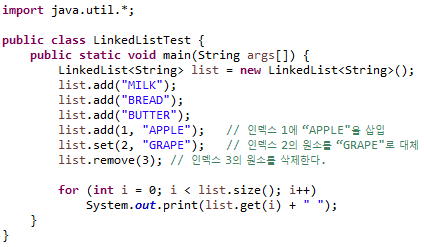 import java.util.*;
public class LinkedListTest {
public static void main(String args[]) {
LinkedList<String> list = new LinkedList<String>();
list.add("MILK");
list.add("BREAD");
list.add("BUTTER");
list.add(1, "APPLE"); // 인덱스 1에 “APPLE"을 삽입
list.set(2, "GRAPE"); // 인덱스 2의 원소를 “GRAPE"로 대체
list.remove(3); // 인덱스 3의 원소를 삭제한다.
for (int i = 0; i < list.size(); i++)
System.out.print(list.get(i) + " ");
}
}